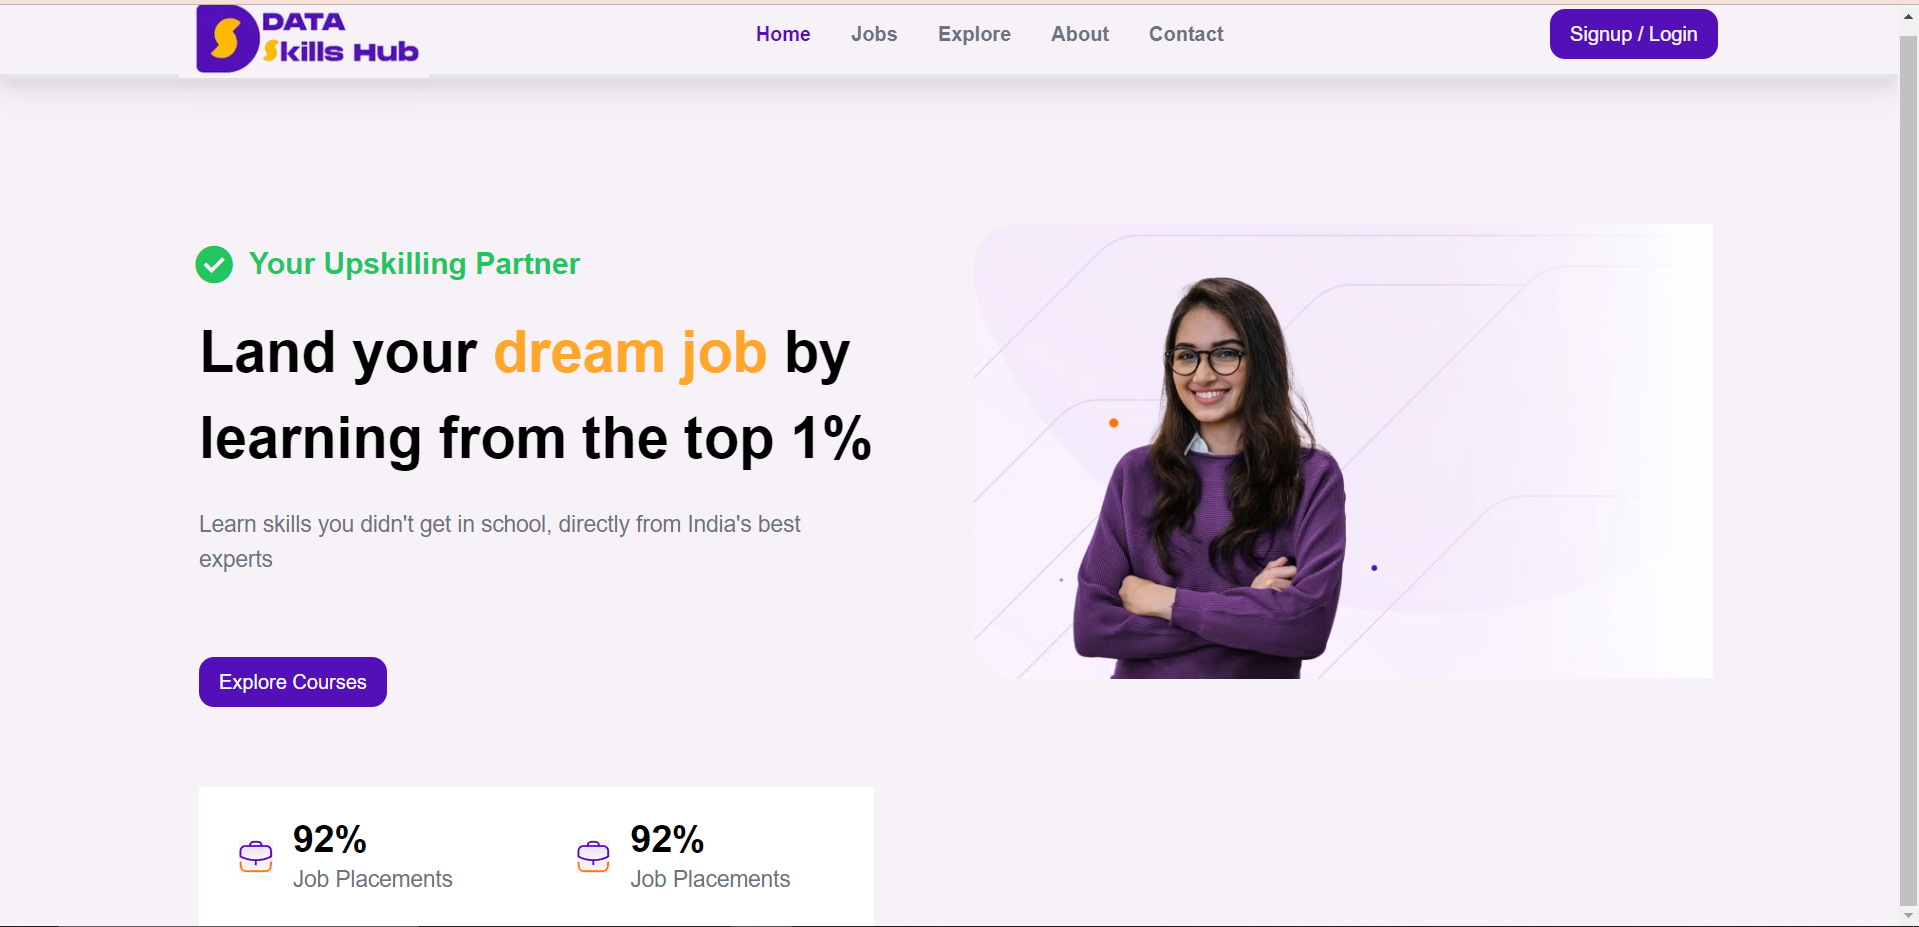 DATA
Skills Hub
Home Jobs Explore About Contact
Signup / Login
Your Upskilling Partner
Land your dream job by
learning from the top 1%
Learn skills you didn't get in school, directly from India's best
experts
Explore Courses
92%
Job Placements
92%
Job Placements